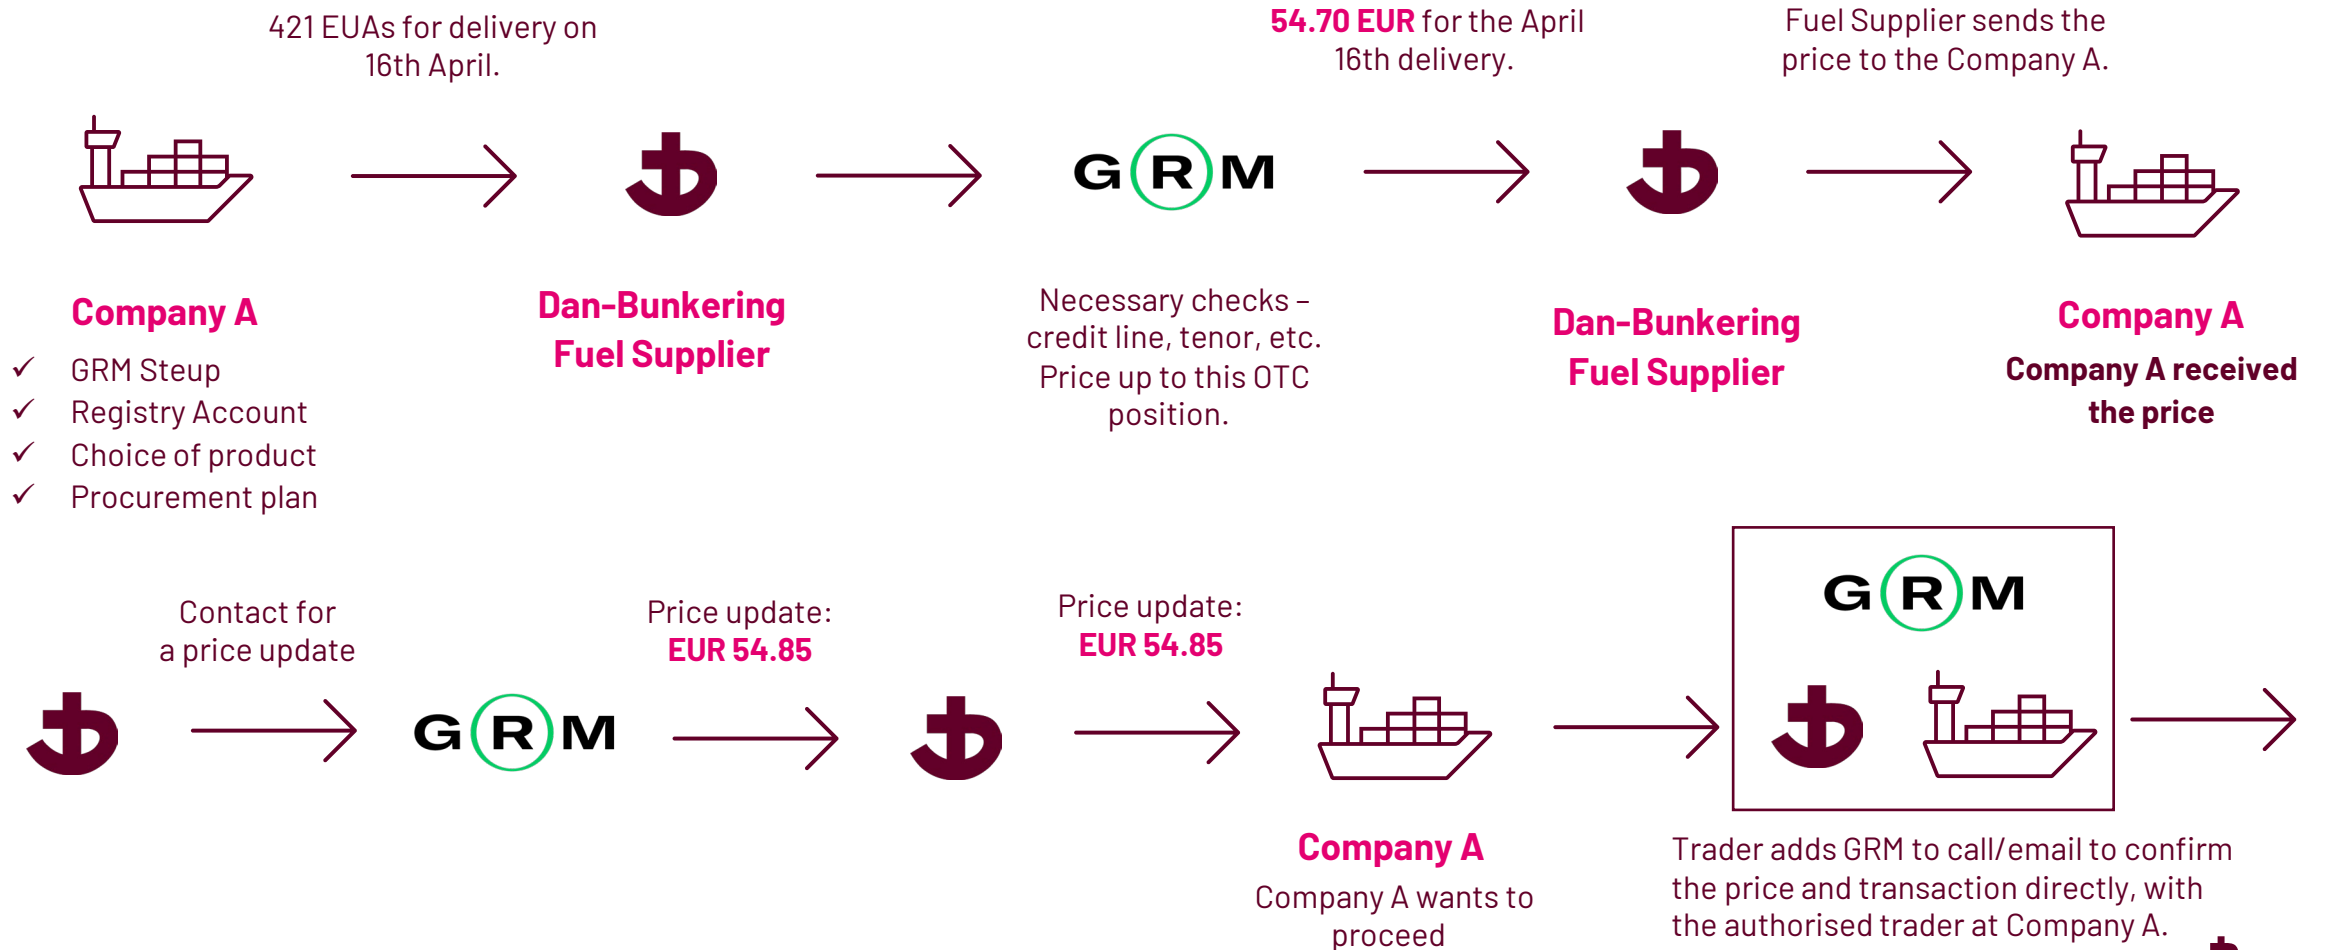 421 EUAs for delivery on
16th April.
54.70 EUR for the April
16th delivery.
Fuel Supplier sends the
price to the Company A.
GRM
Company A
✓ GRM Steup
✓ Registry Account
✓ Choice of product
✓ Procurement plan
Dan-Bunkering
Fuel Supplier
Necessary checks –
credit line, tenor, etc.
Price up to this OTC
position.
Dan-Bunkering
Fuel Supplier
Company A
Company A received
the price
Contact for
a price update
GRM
Price update:
EUR 54.85
Price update:
EUR 54.85
Company A
Company A wants to
proceed
GRM
Trader adds GRM to call/email to confirm
the price and transaction directly, with
the authorised trader at Company A.